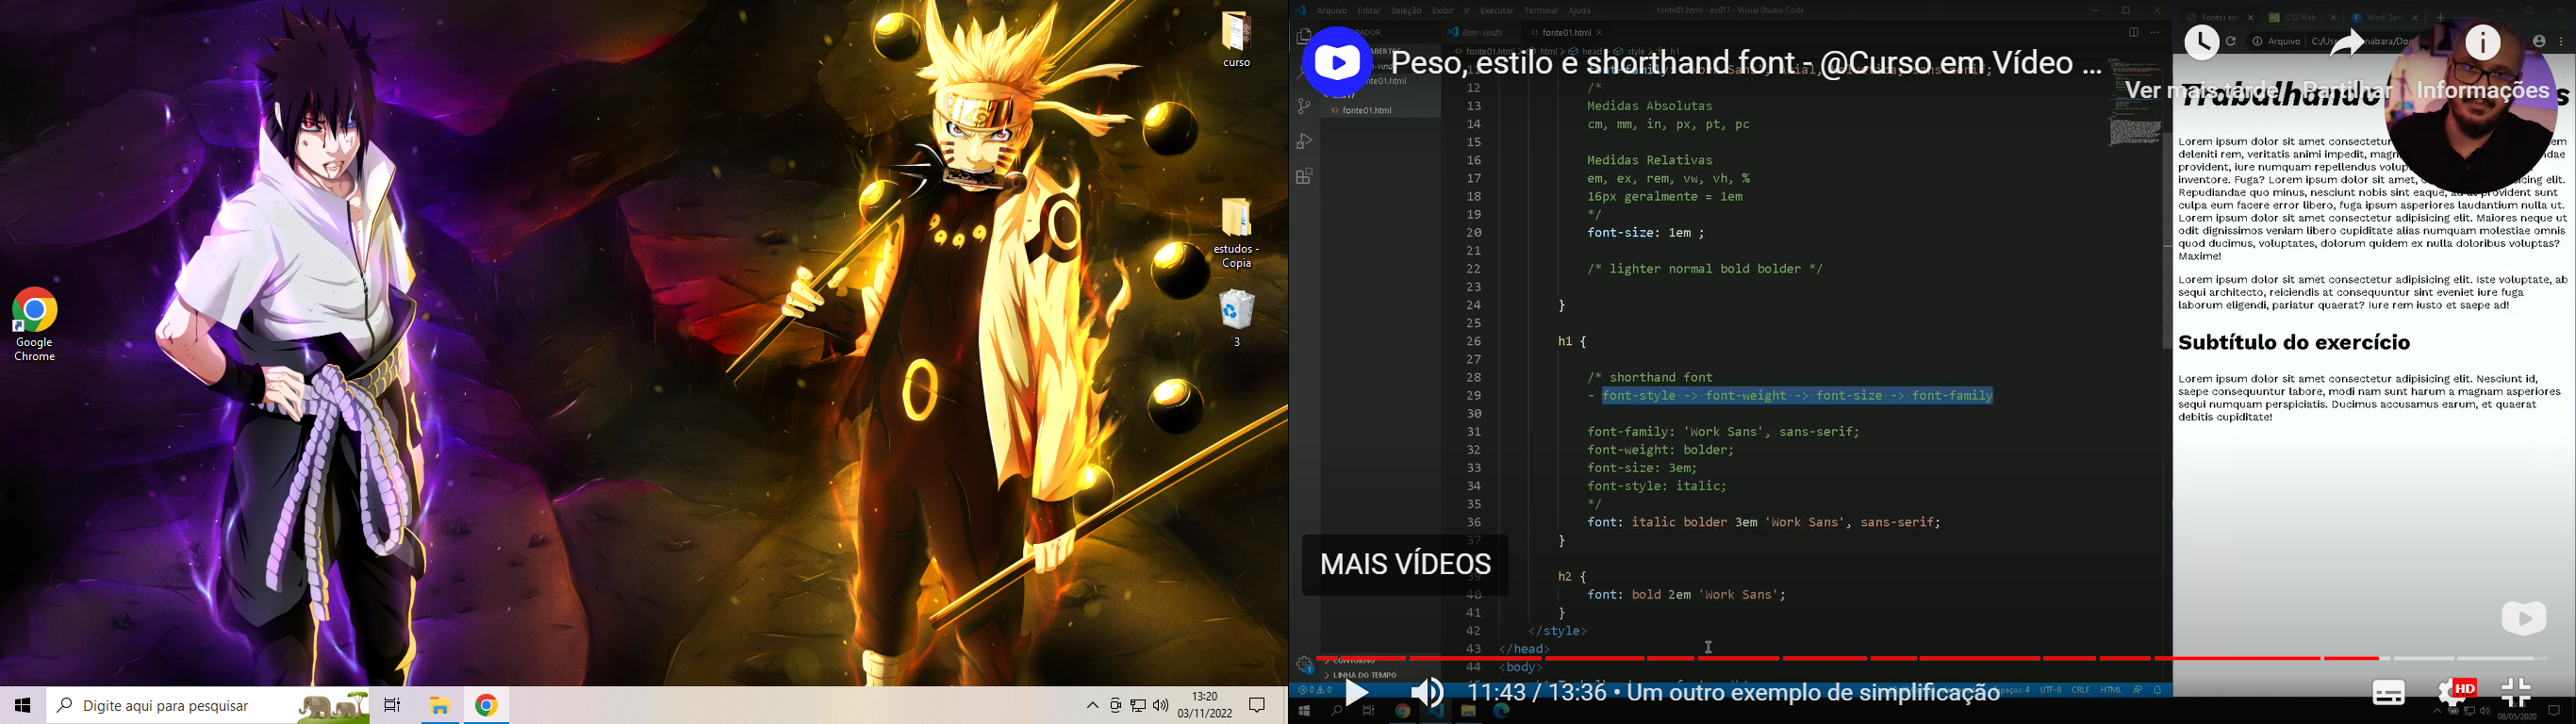 curso
estudos -
Copia
Google
Chrome
3
Digite aqui para pesquisar
13:20
03/11/2022
Arquivo Editar Seleção Exibir Ir Executar Terminal Ajuda
fonte01.html - ex017 - Visual Studio Code
Bem-vindo
fonte01.html
Peso, estilo e shorthand font - @Curso em Vídeo ...
Ver mais tarde
Partilhar
Informações
fonte01.html
12 /*
13 Medidas Absolutas
14 cm, mm, in, px, pt, pc
15
16 Medidas Relativas
17 em, ex, rem, vw, vh, %
18 16px geralmente = 1em
19 */
20 font-size: 1em ;
21
22 /* lighter normal bold bolder */
23
24 }
25
26 h1 {
27
28 /* shorthand font
29 - font-style -> font-weight -> font-size -> font-family
30
31 font-family: 'Work Sans', sans-serif;
32 font-weight: bolder;
33 font-size: 3em;
34 font-style: italic;
35 */
36 font: italic bolder 3em 'Work Sans', sans-serif;
37 }
39 h2 {
40 font: bold 2em 'Work Sans';
41 }
42 </style>
43 </head>
44 <body>
MAIS VÍDEOS
CONTORNO
LINHA DO TEMPO
11:43 / 13:36 • Um outro exemplo de simplificação
UTF-8 CRLF HTML
HD
08/05/2020
Lorem ipsum dolor sit amet consectetur
deleniti rem, veritatis animi impedit,
provident, iure numquam repellendus
inventore. Fuga? Lorem ipsum dolor sit amet, elit.
Repudiandae quo minus, nesciunt nobis sint eaque, provident sunt
culpa eum facere error libero, fuga ipsum asperiores laudantium nulla ut.
Lorem ipsum dolor sit amet consectetur adipisicing elit. Maiores neque ut
odit dignissimos veniam libero cupiditate alias numquam molestiae omnis
quod ducimus, voluptates, dolorum quidem ex nulla doloribus voluptas?
Maxime!
Lorem ipsum dolor sit amet consectetur adipisicing elit. Iste voluptate, ab
sequi architecto, reiciendis at consequuntur sint eveniet iure fuga
laborum eligendi, pariatur quaerat? Iure rem iusto et saepe ad!
Subtítulo do exercício
Lorem ipsum dolor sit amet consectetur adipisicing elit. Nesciunt id,
saepe consequuntur labore, modi nam sunt harum a magnam asperiores
sequi numquam perspiciatis. Ducimus accusamus earum, et quaerat
debitis cupiditate!